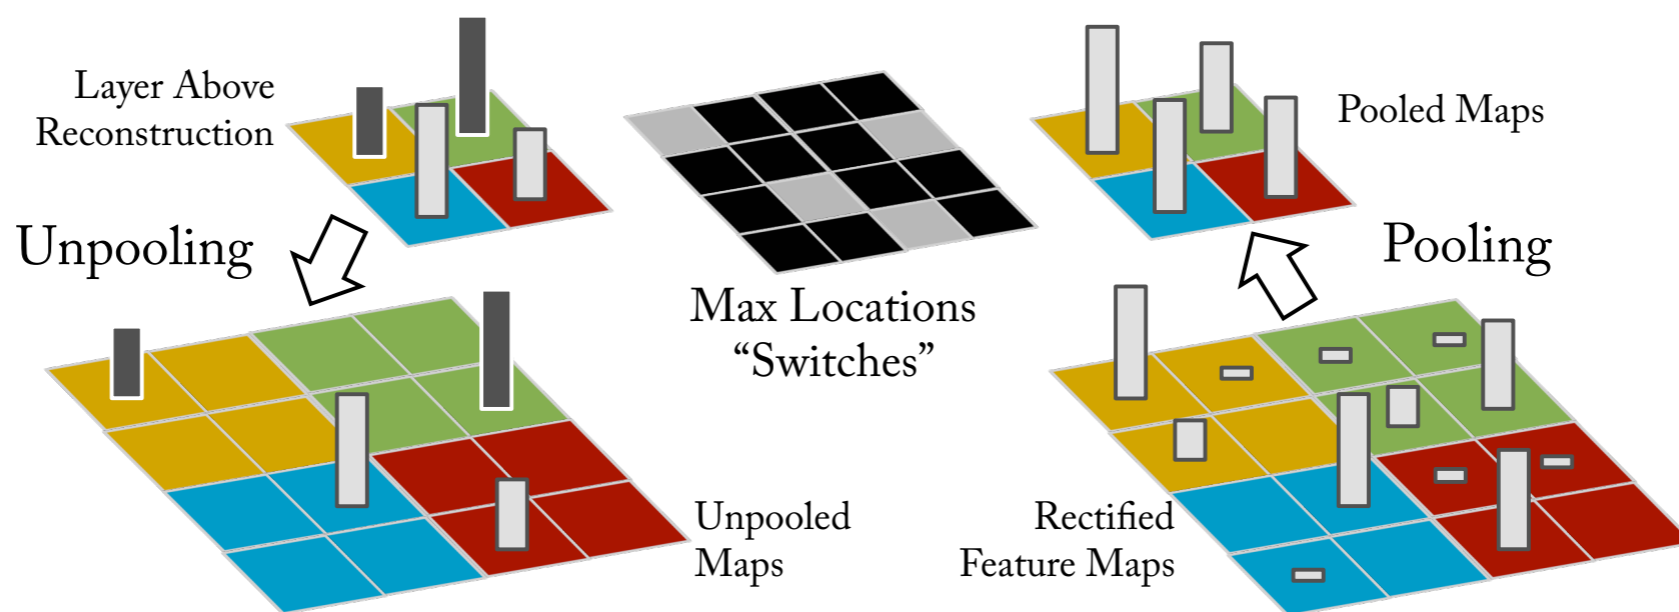 Layer Above
Reconstruction
Pooled Maps
Unpooling
Pooling
Max Locations
“Switches”
Unpooled
Maps
Rectified
Feature Maps